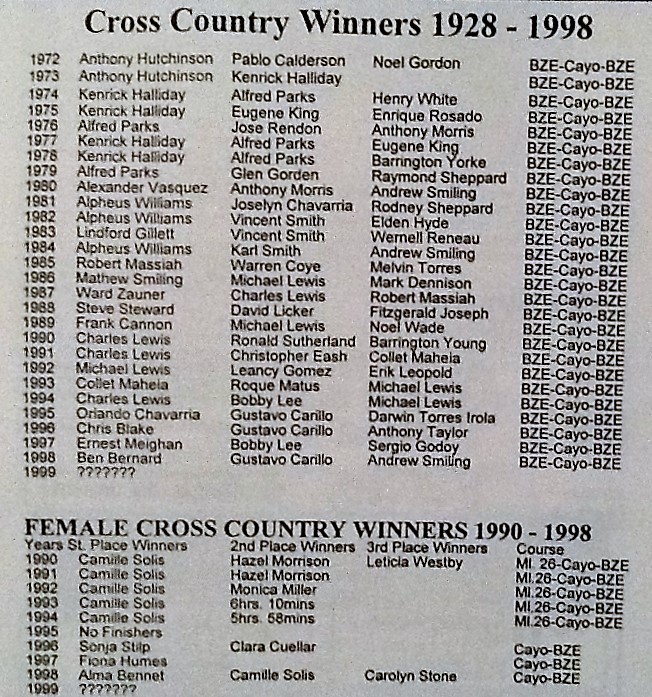 Cross Country Winners 1928 - 1998
1972 Anthony Hutchinson Pablo Calderson Noel Gordon BZE-Cayo-BZE
1973 Anthony Hutchinson Kenrick Halliday BZE-Cayo-BZE
1974 Kenrick Halliday Alfred Parks Henry White BZE-Cayo-BZE
1975 Kenrick Halliday Eugene King Enrique Rosado BZE-Cayo-BZE
1976 Alfred Parks Jose Rendon Anthony Morris BZE-Cayo-BZE
1977 Kenrick Halliday Alfred Parks Eugene King BZE-Cayo-BZE
1978 Kenrick Halliday Alfred Parks Barrington Yorke BZE-Cayo-BZE
1979 Alfred Parks Glen Gorden Raymond Sheppard BZE-Cayo-BZE
1980 Alexander Vasquez Anthony Morris Andrew Smiling BZE-Cayo-BZE
1981 Alpheus Williams Joselyn Chavarria Rodney Sheppard BZE-Cayo-BZE
1982 Alpheus Williams Vincent Smith Elden Hyde BZE-Cayo-BZE
1983 Lindford Gillett Vincent Smith Wernell Reneau BZE-Cayo-BZE
1984 Alpheus Williams Karl Smith Andrew Smiling BZE-Cayo-BZE
1985 Robert Massiah Warren Coye Melvin Torres BZE-Cayo-BZE
1986 Mathew Smiling Michael Lewis Mark Dennison BZE-Cayo-BZE
1987 Ward Zauner Charles Lewis Robert Massiah BZE-Cayo-BZE
1988 Steve Steward David Licker Fitzgerald Joseph BZE-Cayo-BZE
1989 Frank Cannon Michael Lewis Noel Wade BZE-Cayo-BZE
1990 Charles Lewis Ronald Sutherland Barrington Young BZE-Cayo-BZE
1991 Charles Lewis Christopher Eash Collet Maheia BZE-Cayo-BZE
1992 Michael Lewis Leancy Gomez Erik Leopold BZE-Cayo-BZE
1993 Collet Maheia Roque Matus Michael Lewis BZE-Cayo-BZE
1994 Charles Lewis Bobby Lee Michael Lewis BZE-Cayo-BZE
1995 Orlando Chavarria Gustavo Carillo Darwin Torres Irola BZE-Cayo-BZE
1996 Chris Blake Gustavo Carillo Anthony Taylor BZE-Cayo-BZE
1997 Ernest Meighan Bobby Lee Sergio Godoy BZE-Cayo-BZE
1998 Ben Bernard Gustavo Carillo Andrew Smiling BZE-Cayo-BZE
1999 ???????
FEMALE CROSS COUNTRY WINNERS 1990 - 1998
Years St. Place Winners 2nd Place Winners 3rd Place Winners Course
1990 Camille Solis Hazel Morrison Leticia Westby Ml. 26-Cayo-BZE
1991 Camille Solis Hazel Morrison Ml.26-Cayo-BZE
1992 Camille Solis Monica Miller Ml.26-Cayo-BZE
1993 Camille Solis 6hrs. 10mins Ml.26-Cayo-BZE
1994 Camille Solis 5hrs. 58mins Ml.26-Cayo-BZE
1995 No Finishers
1996 Sonja Stilp Clara Cuellar Cayo-BZE
1997 Fiona Humes Cayo-BZE
1998 Alma Bennet Camille Solis Carolyn Stone Cayo-BZE
1999 ???????